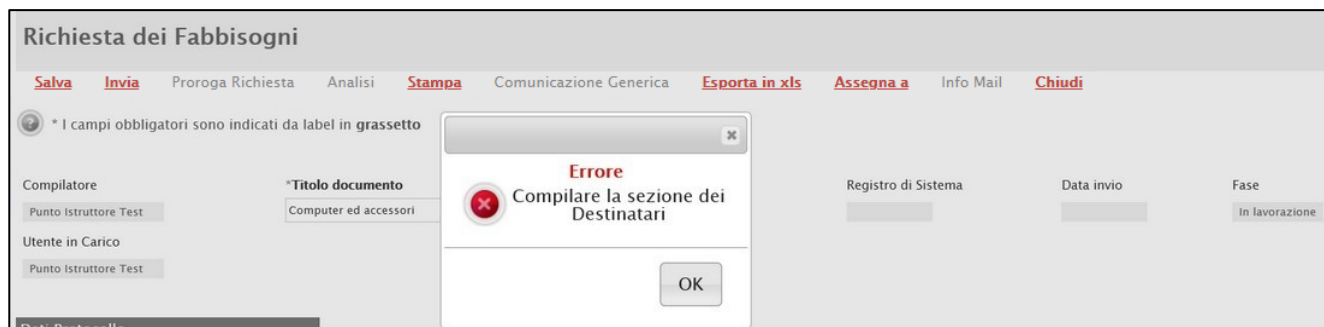 Richiesta dei Fabbisogni
Salva Invia Proroga Richiesta Analisi Stampa Comunicazione Generica Esporta in xls Assegna a Info Mail Chiudi
* I campi obbligatori sono indicati da label in grassetto
Errore
Compilare la sezione dei
Destinatari
OK
Compilatore *Titolo documento Registro di Sistema Data invio Fase
Punto Istruttore Test Computer ed accessori In lavorazione
Utente in Carico
Punto Istruttore Test
Dati Protocollo